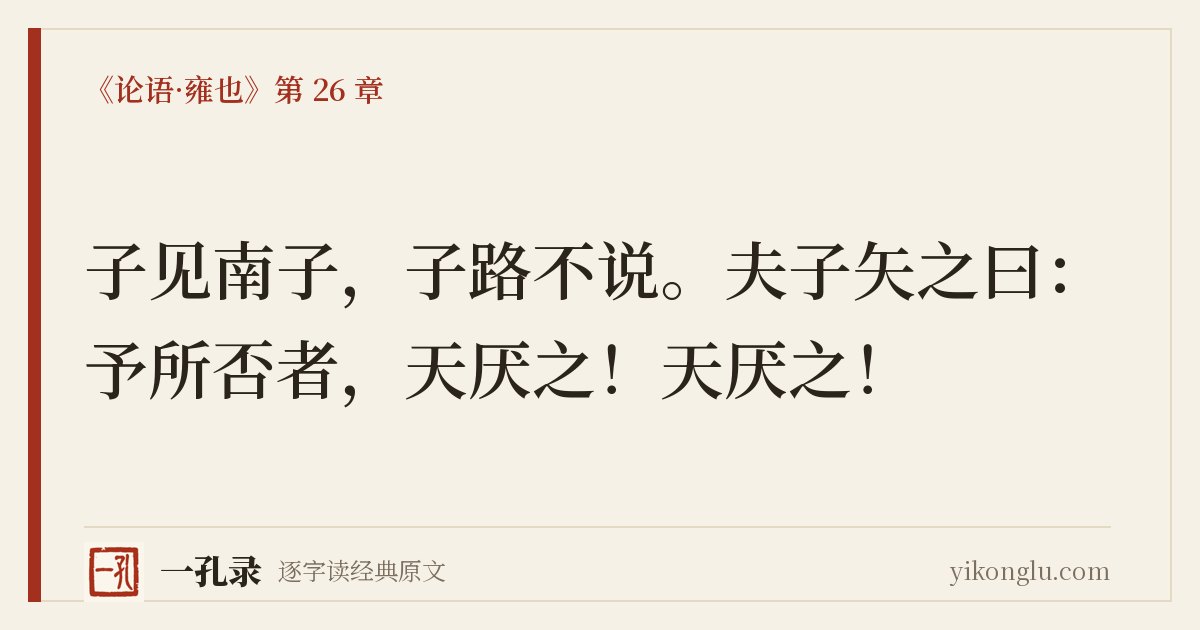 《论语·雍也》第 26 章
子见南子，子路不说。夫子矢之曰：
予所否者，天厌之！天厌之！
一孔
一孔录 逐字读经典原文 yikonglu.com